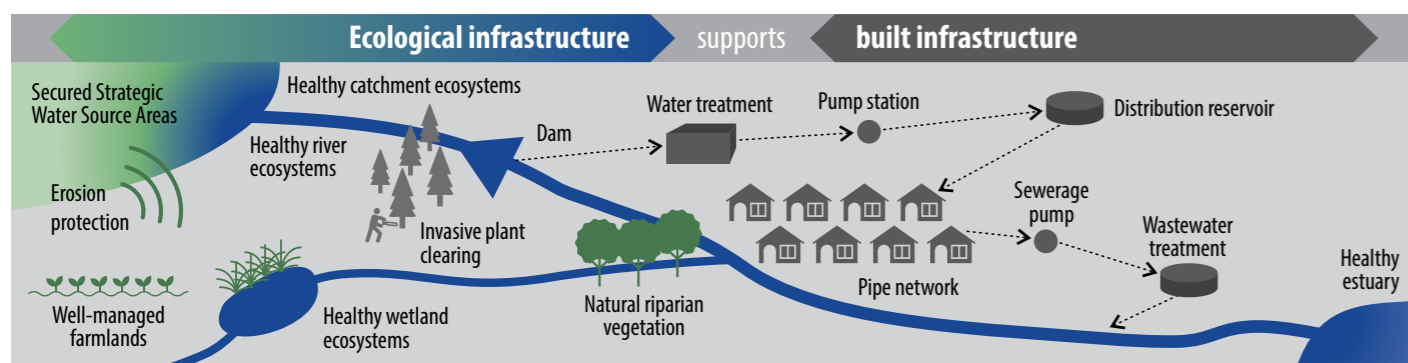 Ecological infrastructure supports built infrastructure
Secured Strategic
Water Source Areas
Healthy catchment ecosystems
Healthy river
ecosystems
Dam
Water treatment
Pump station
Distribution reservoir
Erosion
protection
Invasive plant
clearing
Sewerage
pump
Wastewater
treatment
Healthy
estuary
Well-managed
farmlands
Healthy wetland
ecosystems
Natural riparian
vegetation
Pipe network